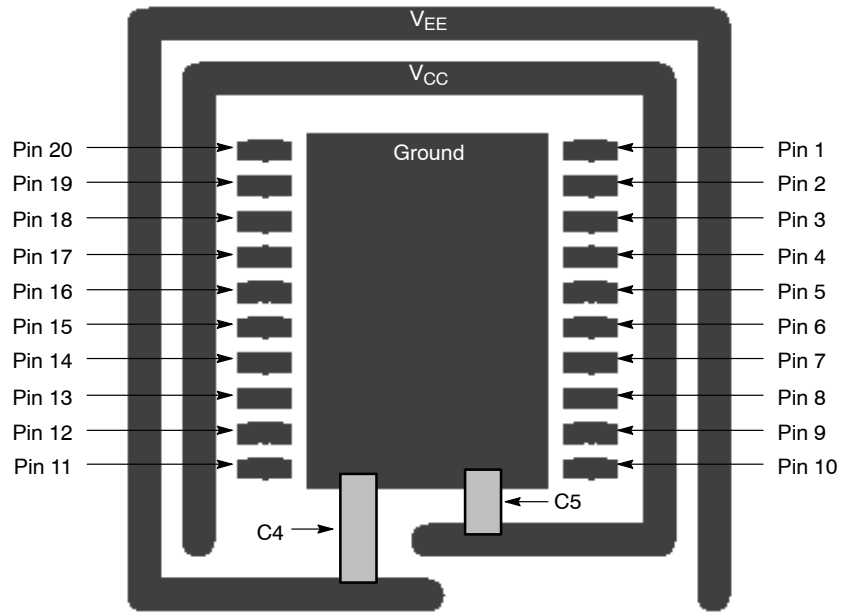 VEE
VCC
Ground
Pin 20
Pin 1
Pin 19
Pin 2
Pin 18
Pin 3
Pin 17
Pin 4
Pin 16
Pin 5
Pin 15
Pin 6
Pin 14
Pin 7
Pin 13
Pin 8
Pin 12
Pin 9
Pin 11
Pin 10
C5
C4